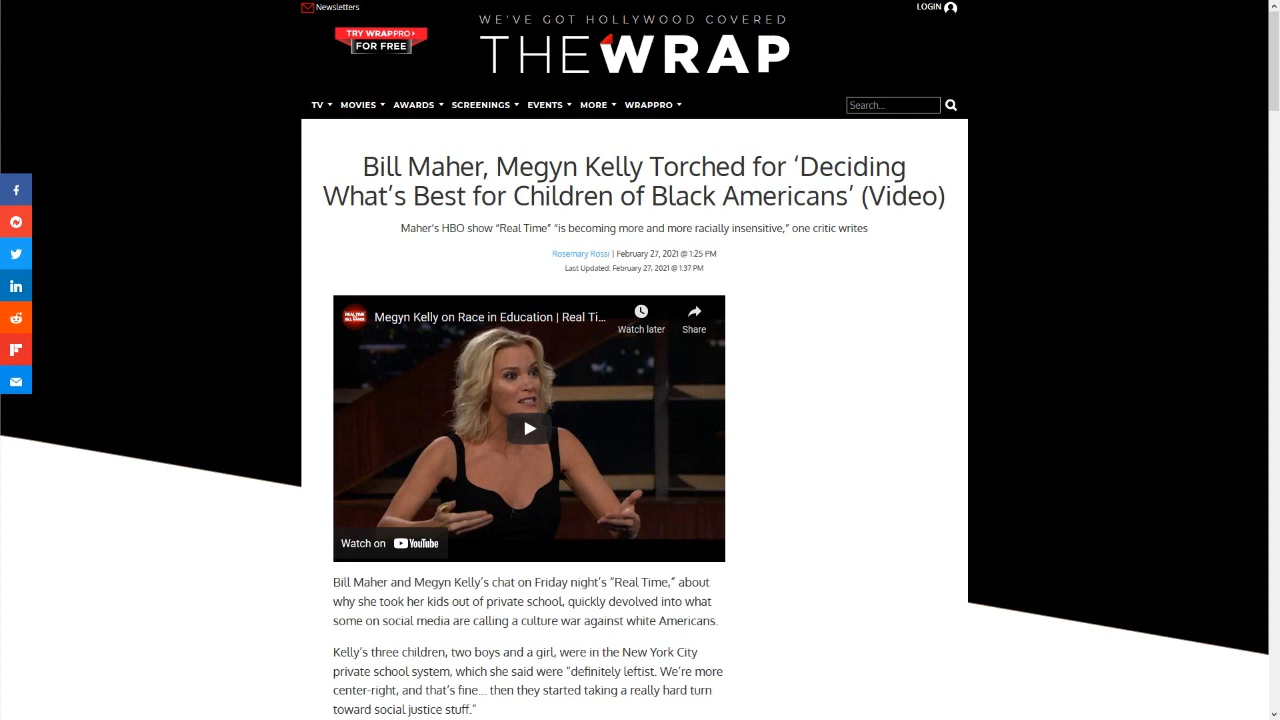 Newsletters
LOGIN
WE'VE GOT HOLLYWOOD COVERED
TRY WRAPPRO
FOR FREE
THEWRAP
TV MOVIES AWARDS SCREENINGS EVENTS MORE WRAPPRO
Search...
Bill Maher, Megyn Kelly Torched for ‘Deciding
What’s Best for Children of Black Americans’ (Video)
Maher’s HBO show “Real Time” “is becoming more and more racially insensitive,” one critic writes
Rosemary Rossi | February 27, 2021 @ 1:25 PM
Last Updated: February 27, 2021 @ 1:37 PM
REAL TIME BILL MAHER
Megyn Kelly on Race in Education | Real Ti...
Watch later
Share
Watch on YouTube
Bill Maher and Megyn Kelly’s chat on Friday night’s “Real Time,” about
why she took her kids out of private school, quickly devolved into what
some on social media are calling a culture war against white Americans.
Kelly’s three children, two boys and a girl, were in the New York City
private school system, which she said were “definitely leftist. We’re more
center-right, and that’s fine... then they started taking a really hard turn
toward social justice stuff.”